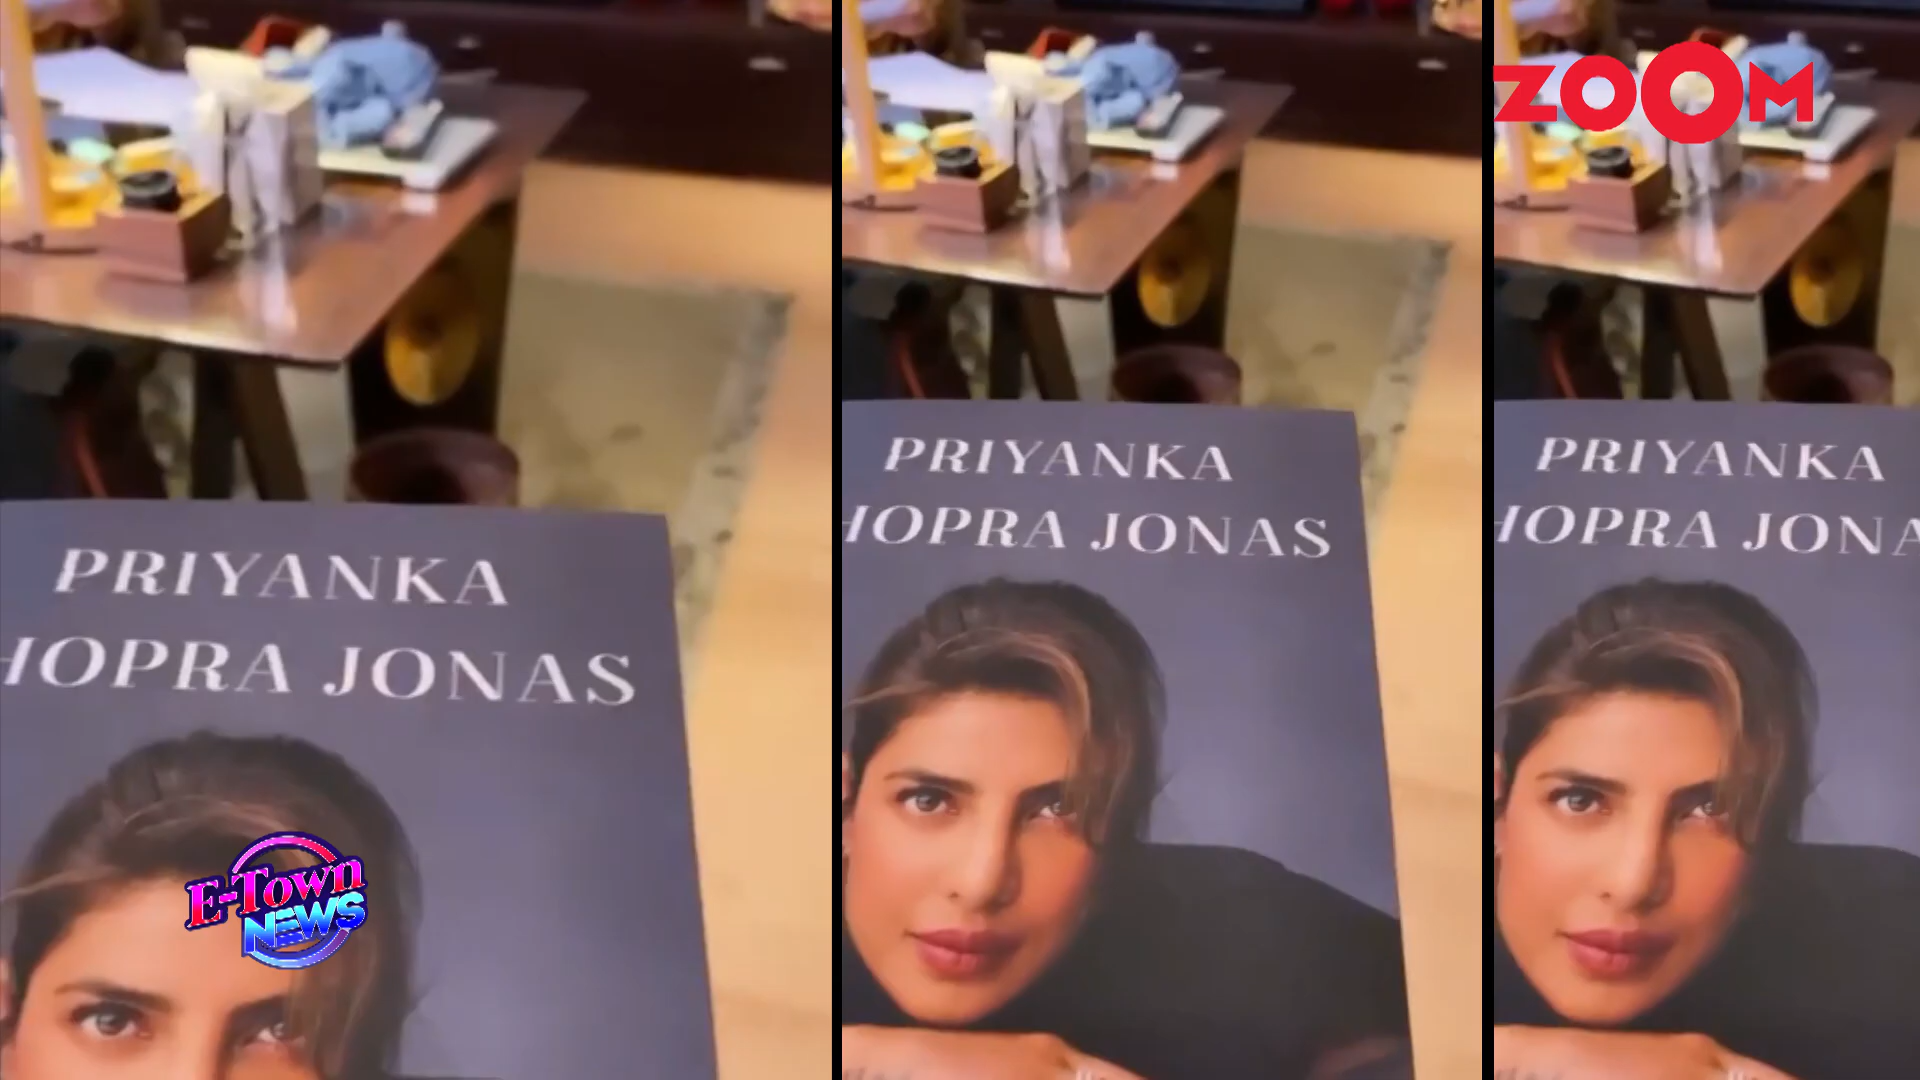 ZOOM
PRIYANKA
HOPRA JONAS
PRIYANKA
HOPRA JONAS
PRIYANKA
HOPRA JONA
E-TOWN
NEWS